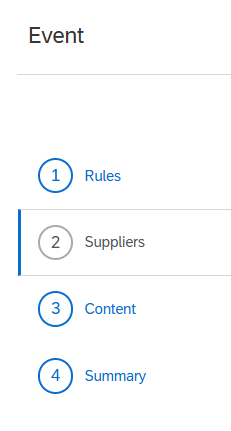 Event
1 Rules
2 Suppliers
3 Content
4 Summary